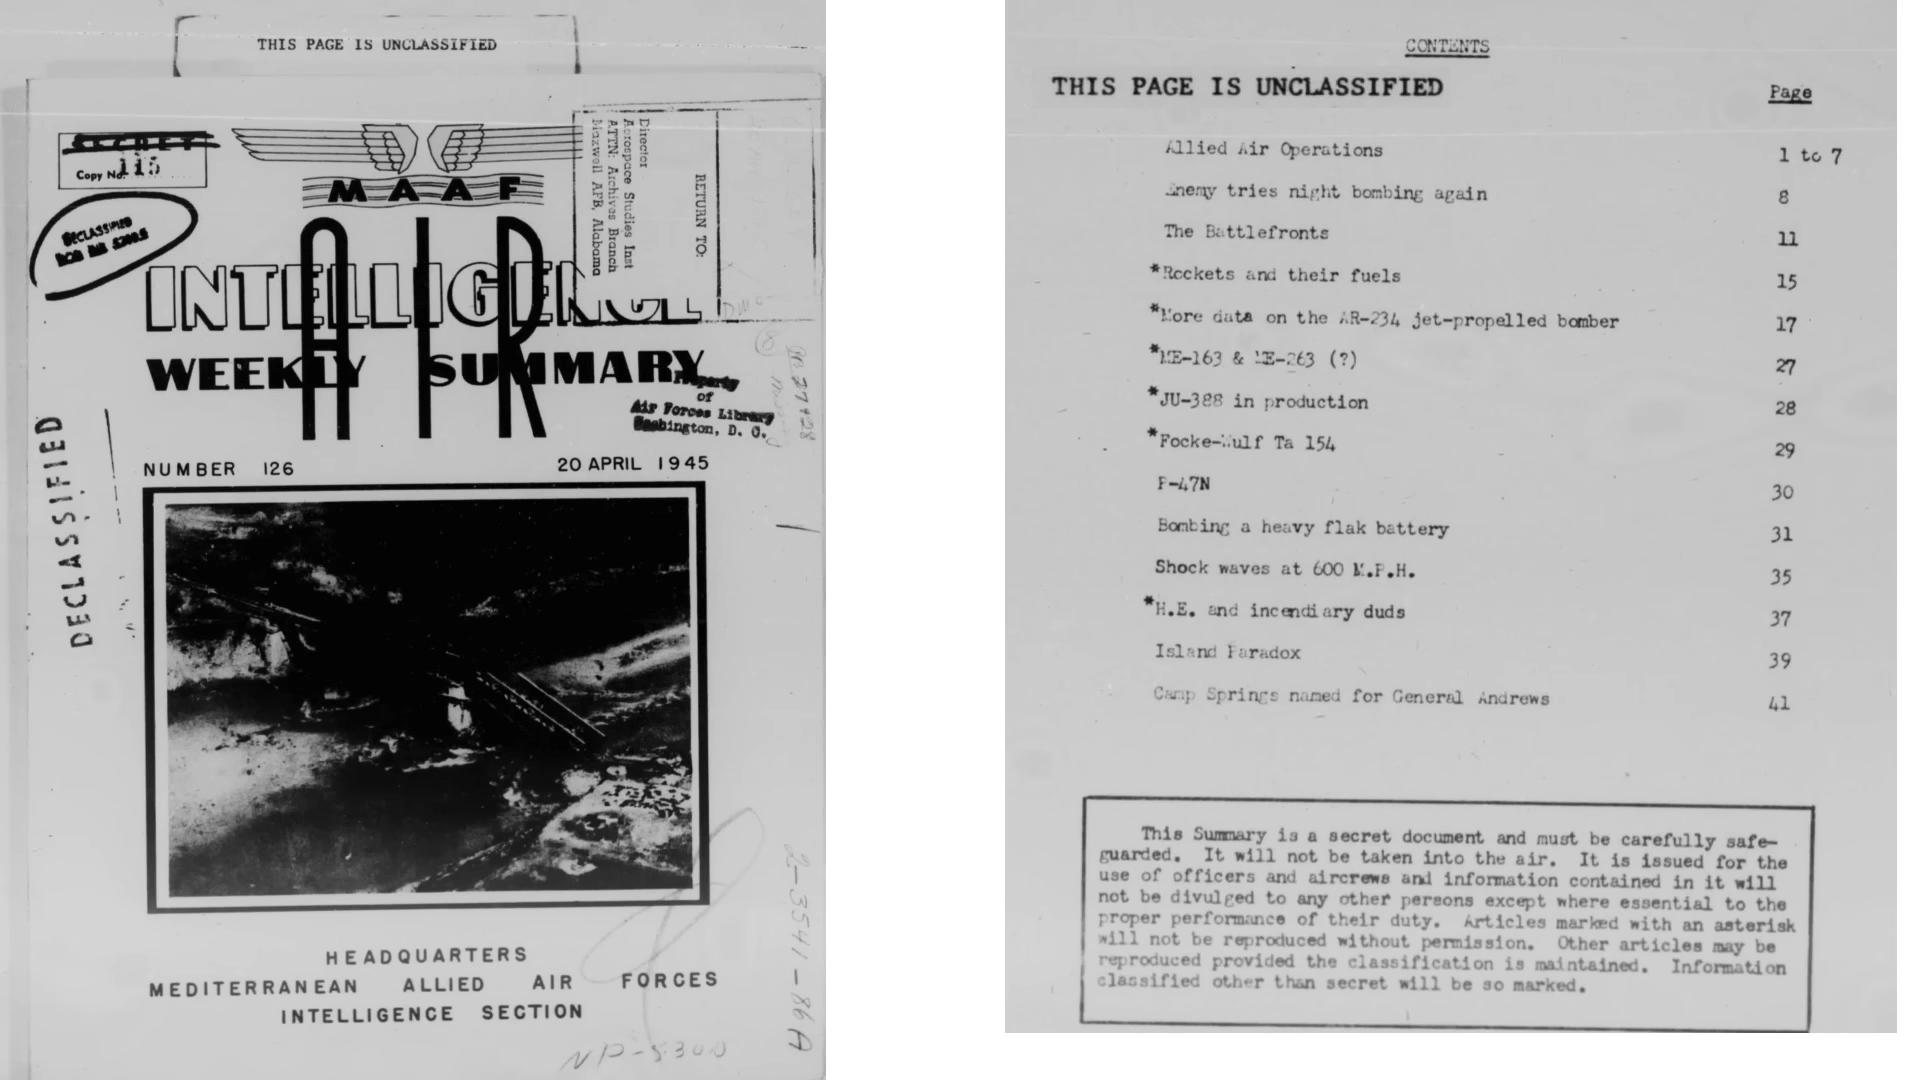 THIS PAGE IS UNCLASSIFIED
SECRET
Copy No. 115
DECLASSIFIED
DOD DIR 5200.9
MAAF
AIR
INTELLIGENCE
WEEKLY SUMMARY
RETURN TO:
Director
Aerospace Studies Inst
ATTN: Archives Branch
Maxwell AFB, Alabama
Property
of
Air Forces Library
Washington, D. C.
DECLASSIFIED
NUMBER 126
20 APRIL 1945
HEADQUARTERS
MEDITERRANEAN ALLIED AIR FORCES
INTELLIGENCE SECTION
2-3541-86A
NP-5300
CONTENTS
THIS PAGE IS UNCLASSIFIED
Page
Allied Air Operations 1 to 7
Enemy tries night bombing again 8
The Battlefronts 11
*Rockets and their fuels 15
*More data on the AR-234 jet-propelled bomber 17
*ME-163 & ME-263 (?) 27
*JU-388 in production 28
*Focke-Wulf Ta 154 29
P-47N 30
Bombing a heavy flak battery 31
Shock waves at 600 M.P.H. 35
*H.E. and incendiary duds 37
Island Paradox 39
Camp Springs named for General Andrews 41
This Summary is a secret document and must be carefully safe-
guarded. It will not be taken into the air. It is issued for the
use of officers and aircrews and information contained in it will
not be divulged to any other persons except where essential to the
proper performance of their duty. Articles marked with an asterisk
will not be reproduced without permission. Other articles may be
reproduced provided the classification is maintained. Information
classified other than secret will be so marked.